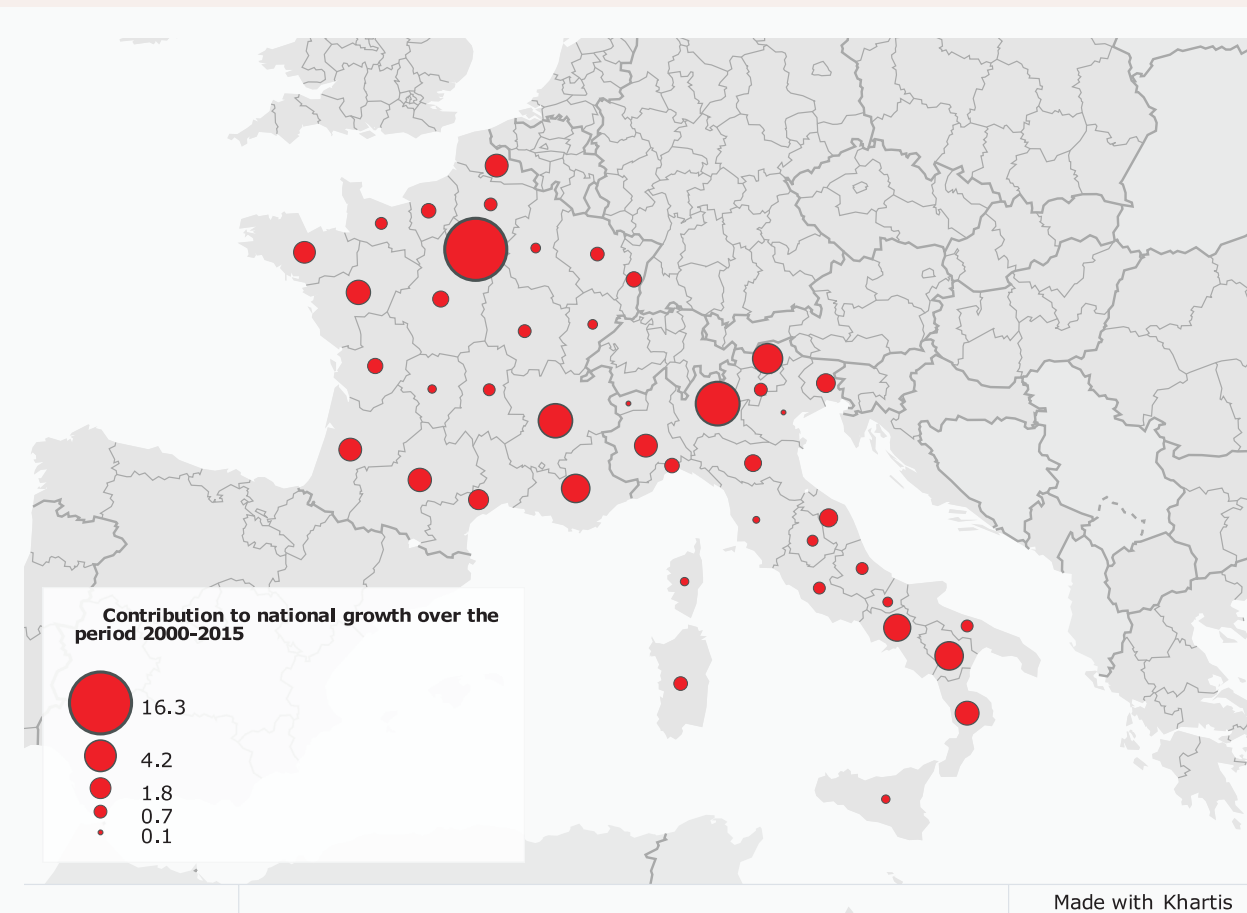 Contribution to national growth over the
period 2000-2015
16.3
4.2
1.8
0.7
0.1
Made with Khartis